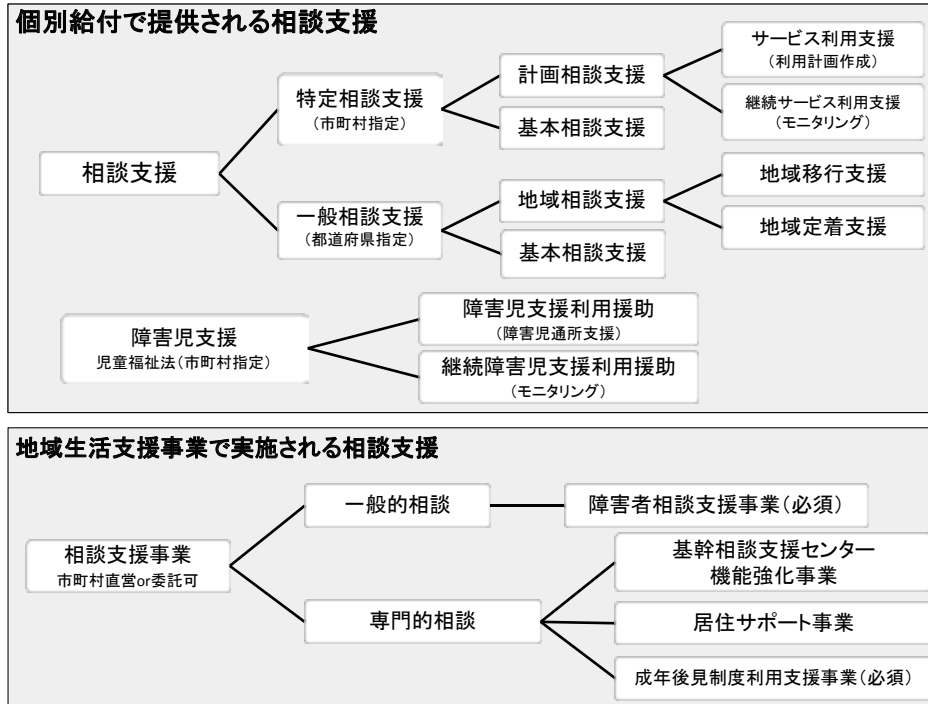 個別給付で提供される相談支援
サービス利用支援
(利用計画作成)
計画相談支援
特定相談支援
(市町村指定)
継続サービス利用支援
(モニタリング)
基本相談支援
相談支援
地域移行支援
一般相談支援
(都道府県指定)
地域相談支援
地域定着支援
基本相談支援
障害児支援利用援助
(障害児通所支援)
障害児支援
児童福祉法(市町村指定)
継続障害児支援利用援助
(モニタリング)
地域生活支援事業で実施される相談支援
一般的相談
障害者相談支援事業(必須)
相談支援事業
市町村直営or委託可
基幹相談支援センター
機能強化事業
専門的相談
居住サポート事業
成年後見制度利用支援事業(必須)